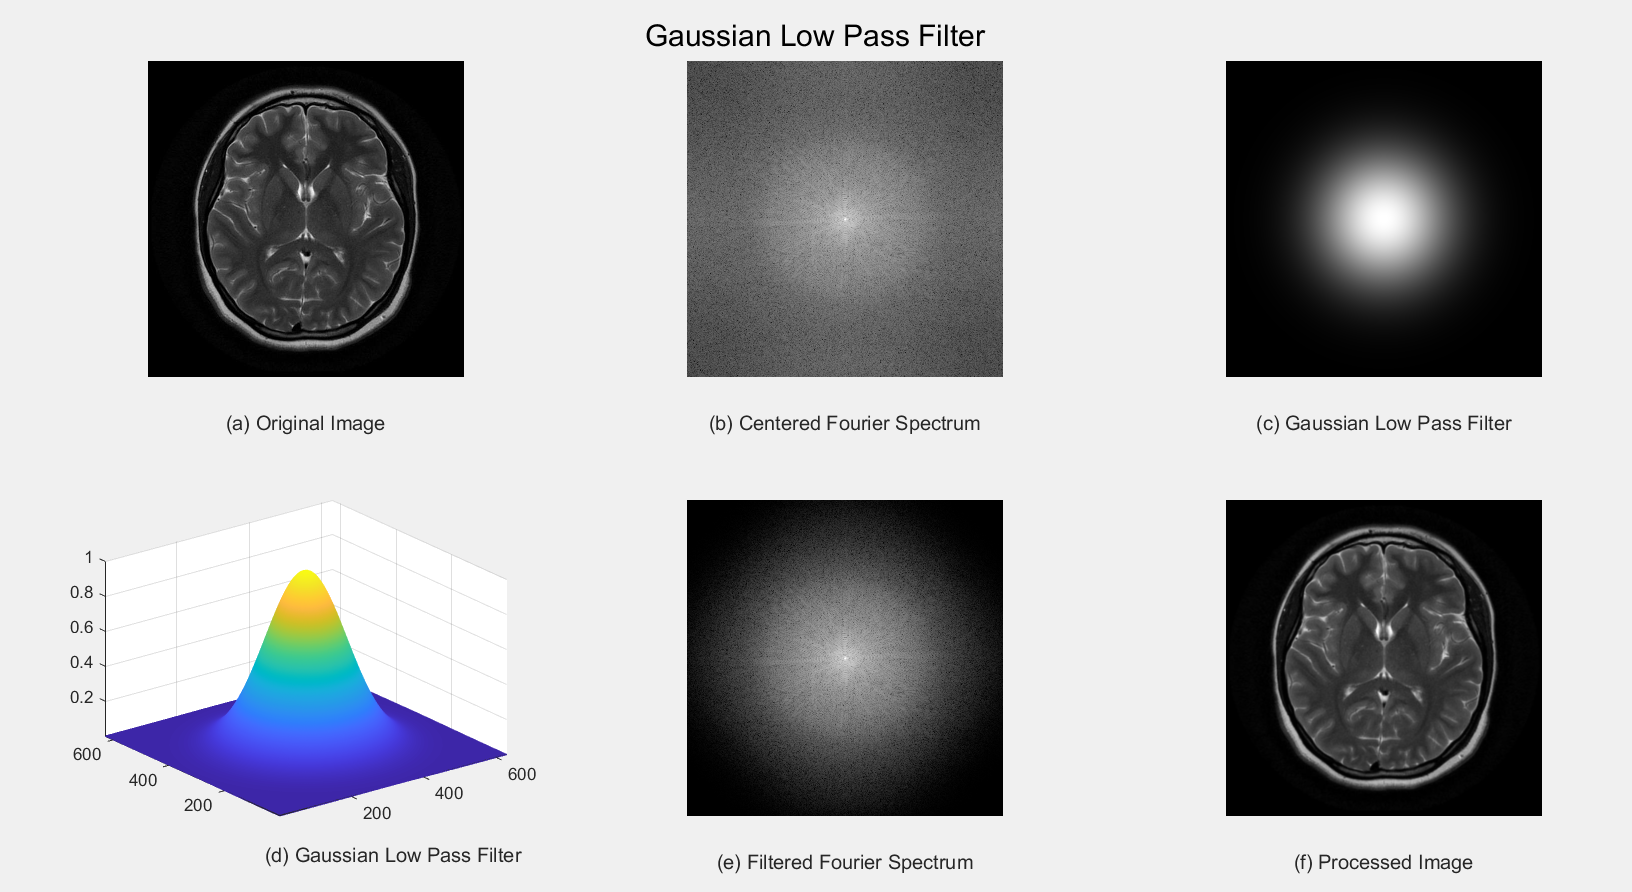 Gaussian Low Pass Filter
(a) Original Image
(b) Centered Fourier Spectrum
(c) Gaussian Low Pass Filter
1
0.8
0.6
0.4
0.2
600
400
200
200
400
600
(d) Gaussian Low Pass Filter
(e) Filtered Fourier Spectrum
(f) Processed Image